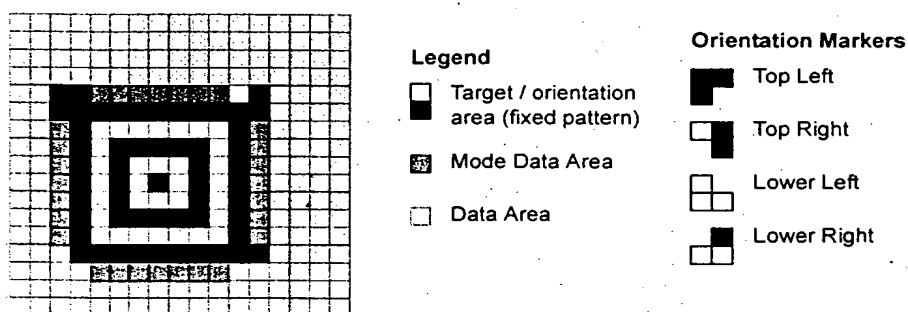 Legend
Target / orientation
area (fixed pattern)
Mode Data Area
Data Area
Orientation Markers
Top Left
Top Right
Lower Left
Lower Right